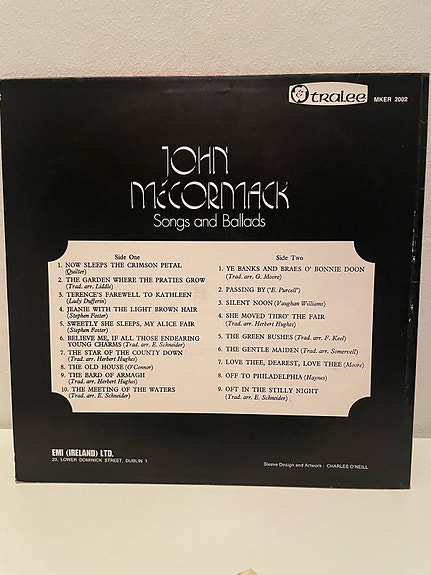 tralee MKER 2002
JOHN
McCORMACK
Songs and Ballads
Side One
1. NOW SLEEPS THE CRIMSON PETAL
(Quilter)
2. THE GARDEN WHERE THE PRATIES GROW
(Trad. arr. Liddle)
3. TERENCE'S FAREWELL TO KATHLEEN
(Lady Dufferin)
4. JEANIE WITH THE LIGHT BROWN HAIR
(Stephen Foster)
5. SWEETLY SHE SLEEPS, MY ALICE FAIR
(Stephen Foster)
6. BELIEVE ME, IF ALL THOSE ENDEARING
YOUNG CHARMS (Trad. arr. E. Schneider)
7. THE STAR OF THE COUNTY DOWN
(Trad. arr. Herbert Hughes)
8. THE OLD HOUSE (O'Connor)
9. THE BARD OF ARMAGH
(Trad. arr. Herbert Hughes)
10. THE MEETING OF THE WATERS
(Trad. arr. E. Schneider)
Side Two
1. YE BANKS AND BRAES O' BONNIE DOON
(Trad. arr. G. Moore)
2. PASSING BY ('E. Purcell')
3. SILENT NOON (Vaughan Williams)
4. SHE MOVED THRO' THE FAIR
(Trad. arr. Herbert Hughes)
5. THE GREEN BUSHES (Trad. arr. F. Keel)
6. THE GENTLE MAIDEN (Trad. arr. Somervell)
7. LOVE THEE, DEAREST, LOVE THEE (Moore)
8. OFF TO PHILADELPHIA (Haynes)
9. OFT IN THE STILLY NIGHT
(Trad. arr. E. Schneider)
EMI (IRELAND) LTD.
23, LOWER DOMINICK STREET, DUBLIN 1
Sleeve Design and Artwork : CHARLES O'NEILL